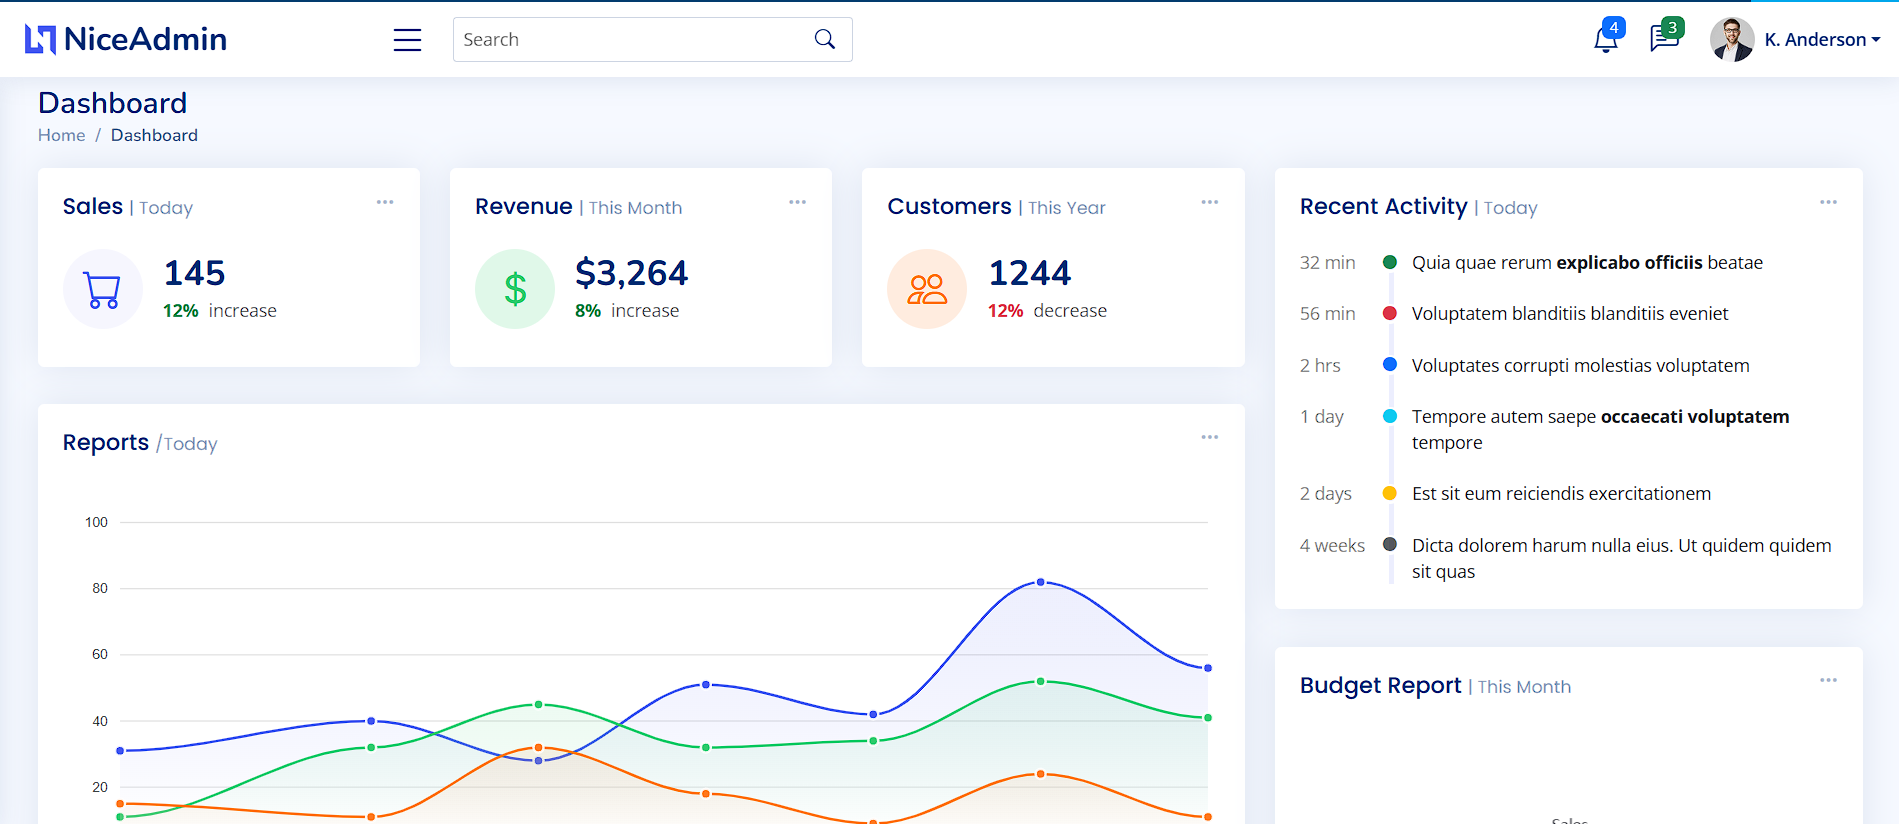 NiceAdmin
Search
4
3
K. Anderson
Dashboard
Home / Dashboard
Sales | Today
145
12% increase
Revenue | This Month
$
$3,264
8% increase
Customers | This Year
1244
12% decrease
Recent Activity | Today
32 min Quia quae rerum explicabo officiis beatae
56 min Voluptatem blanditiis blanditiis eveniet
2 hrs Voluptates corrupti molestias voluptatem
1 day Tempore autem saepe occaecati voluptatem
tempore
2 days Est sit eum reiciendis exercitationem
4 weeks Dicta dolorem harum nulla eius. Ut quidem quidem
sit quas
Reports /Today
100
80
60
40
20
Budget Report | This Month
Sales